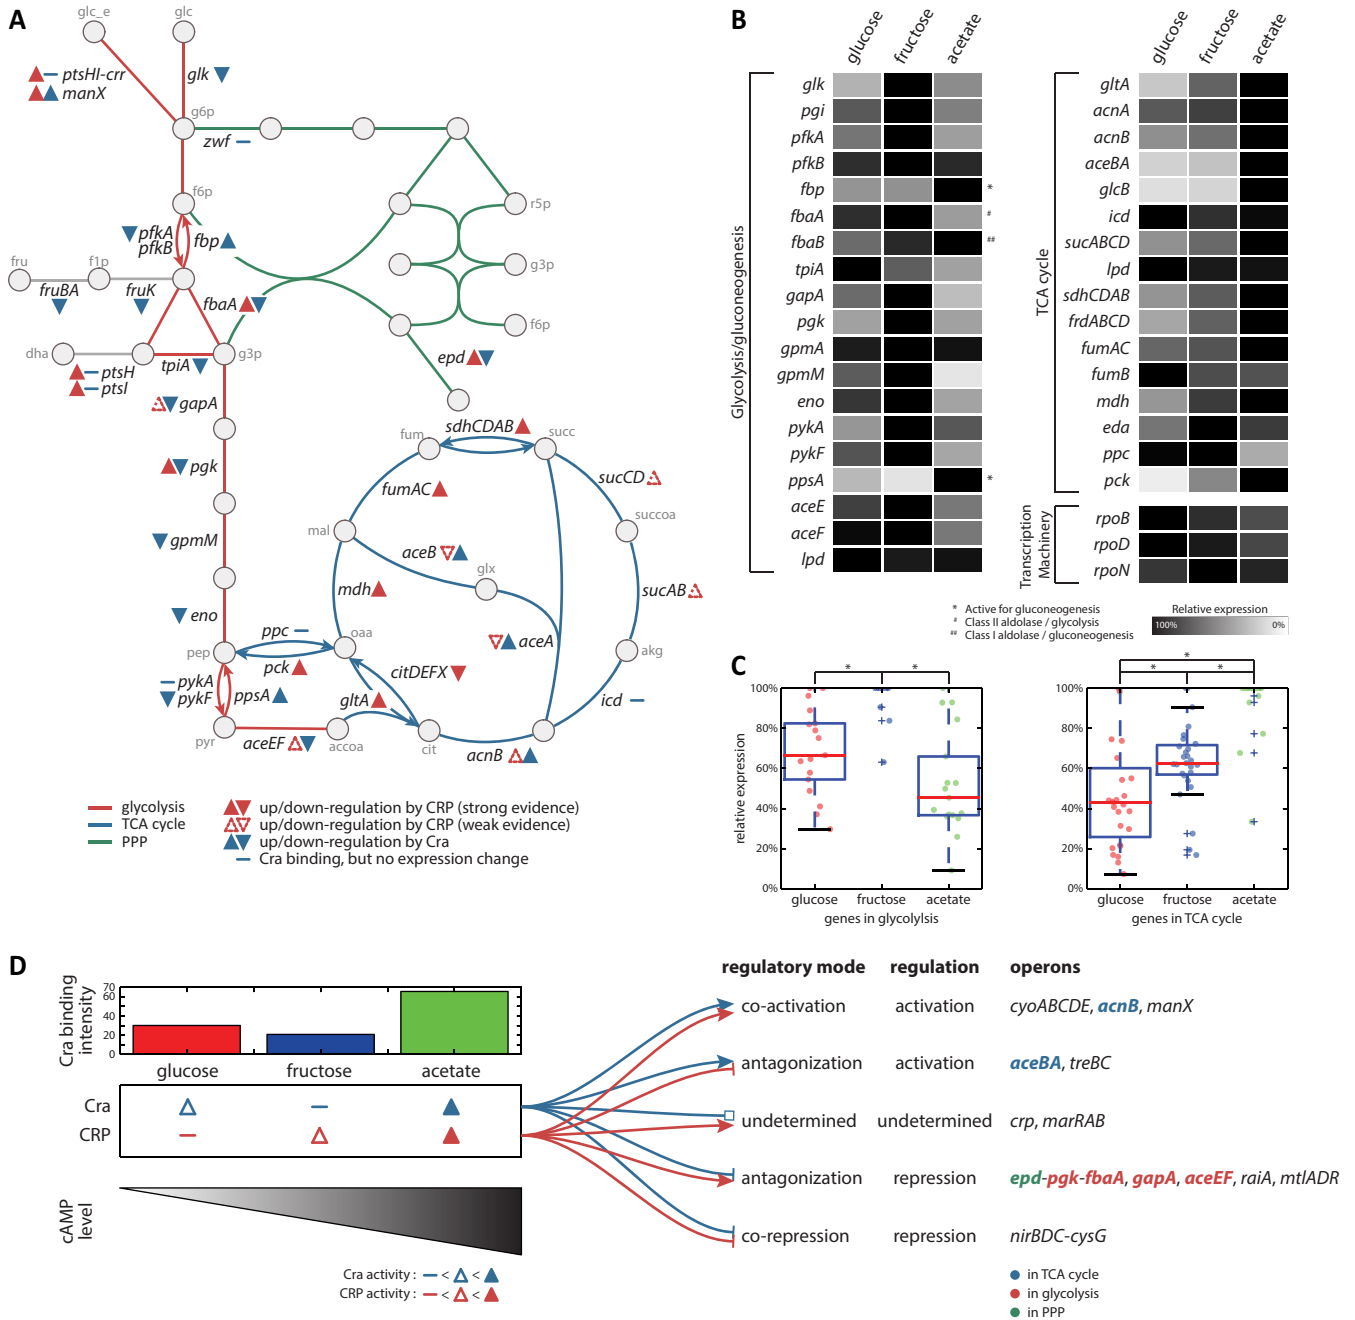 A
glc_e
glc
ptsHI-crr
manX
glk
g6p
zwf
f6p
pfkA
pfkB
fbp
r5p
g3p
f6p
fru
f1p
fruBA
fruK
fbaA
dha
ptsH
ptsI
tpiA
g3p
epd
gapA
pgk
gpmM
eno
pep
ppc
pck
pykA
pykF
ppsA
pyr
aceEF
accoa
cit
gltA
citDEFX
oaa
mdh
mal
fumAC
fum
sdhCDAB
succ
sucCD
succoa
sucAB
akg
icd
acnB
aceB
glx
aceA
glycolysis
TCA cycle
PPP
up/down-regulation by CRP (strong evidence)
up/down-regulation by CRP (weak evidence)
up/down-regulation by Cra
Cra binding, but no expression change
B
glucose
fructose
acetate
Glycolysis/gluconeogenesis
glk
pgi
pfkA
pfkB
fbp *
fbaA #
fbaB ##
tpiA
gapA
pgk
gpmA
gpmM
eno
pykA
pykF
ppsA *
aceE
aceF
lpd
glucose
fructose
acetate
TCA cycle
gltA
acnA
acnB
aceBA
glcB
icd
sucABCD
lpd
sdhCDAB
frdABCD
fumAC
fumB
mdh
eda
ppc
pck
Transcription
Machinery
rpoB
rpoD
rpoN
* Active for gluconeogenesis
# Class II aldolase / glycolysis
## Class I aldolase / gluconeogenesis
Relative expression
100% 0%
C
relative expression
100%
80%
60%
40%
20%
0%
* *
glucose fructose acetate
genes in glycolylsis
100%
80%
60%
40%
20%
0%
*
* *
glucose fructose acetate
genes in TCA cycle
D
Cra binding
intensity
70
60
40
20
0
glucose fructose acetate
Cra
CRP
cAMP
level
Cra activity : – < △ < ▲
CRP activity : – < △ < ▲
regulatory mode regulation operons
co-activation activation cyoABCDE, acnB, manX
antagonization activation aceBA, treBC
undetermined undetermined crp, marRAB
antagonization repression epd-pgk-fbaA, gapA, aceEF, raiA, mtlADR
co-repression repression nirBDC-cysG
in TCA cycle
in glycolysis
in PPP